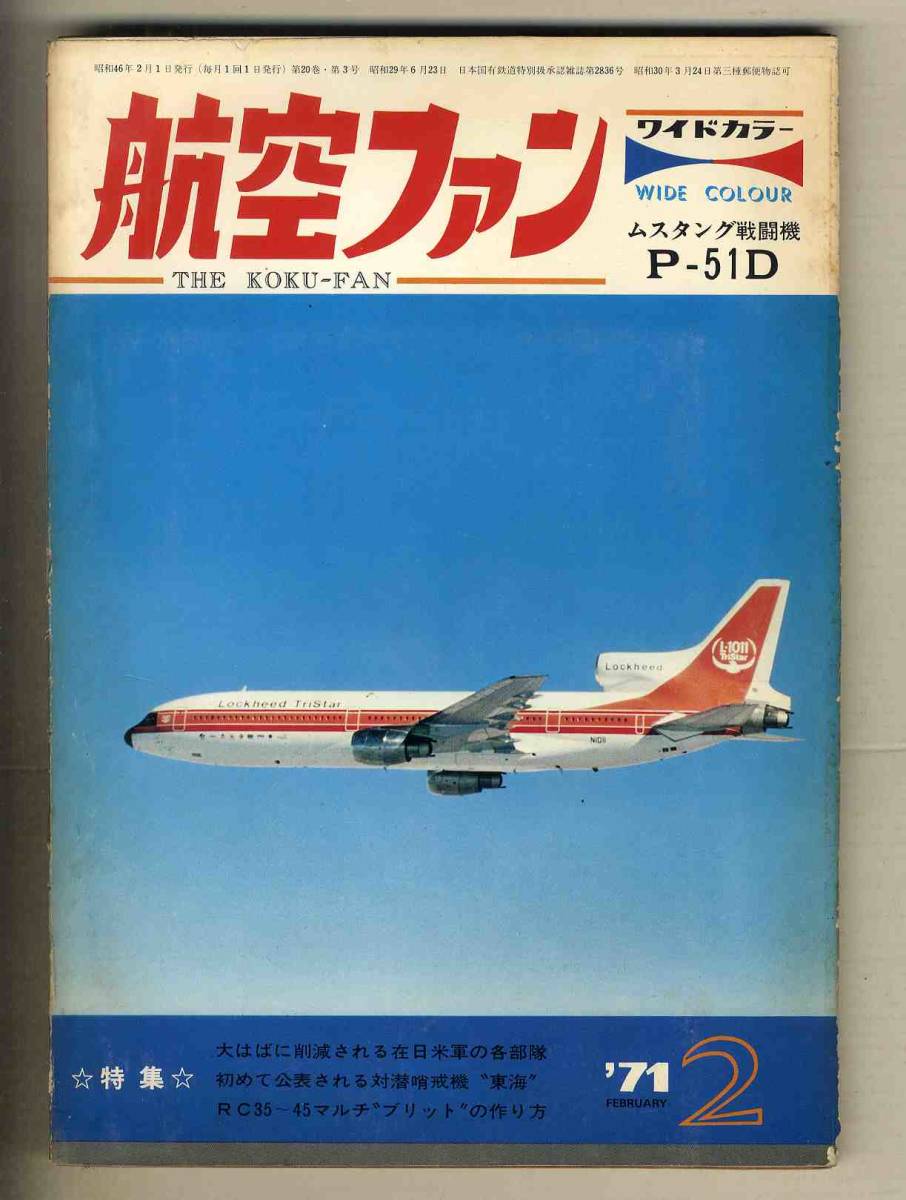 昭和46年2月1日発行(毎月1回1日発行)第20巻・第3号 昭和29年6月23日 日本国有鉄道特別扱承認雑誌第2836号 昭和30年3月24日第三種郵便物認可
航空ファン
THE KOKU-FAN
ワイドカラー
WIDE COLOUR
ムスタング戦闘機
P-51D
L-1011
TriStar
Lockheed
Lockheed TriStar
N1011
☆特集☆
大はばに削減される在日米軍の各部隊
初めて公表される対潜哨戒機〝東海〟
RC35~45マルチ〝ブリット〟の作り方
'71
FEBRUARY
2